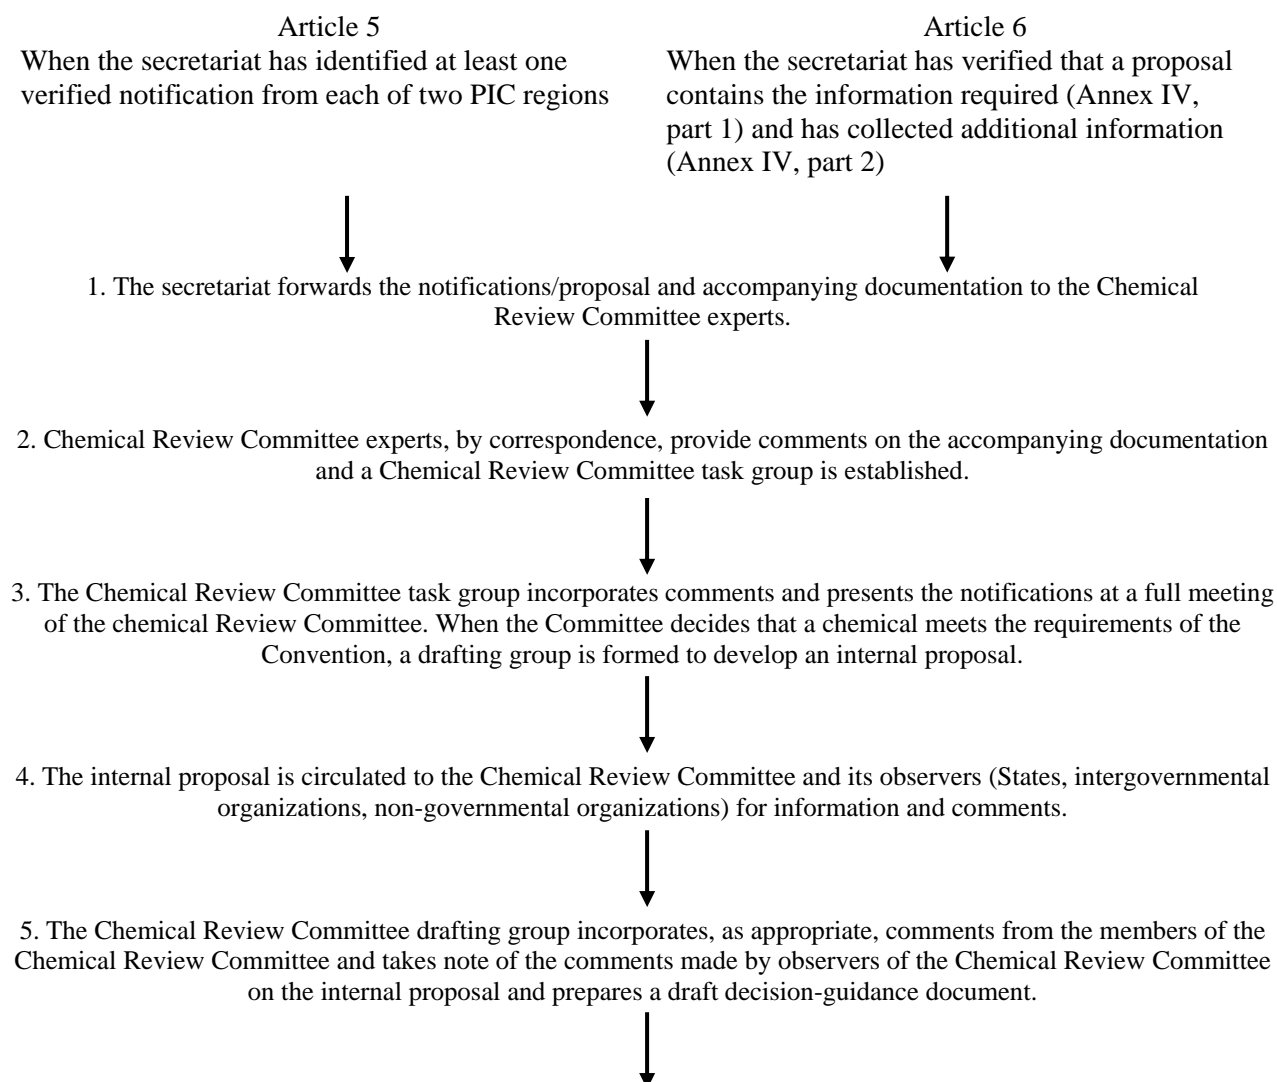 Article 5
When the secretariat has identified at least one
verified notification from each of two PIC regions
Article 6
When the secretariat has verified that a proposal
contains the information required (Annex IV,
part 1) and has collected additional information
(Annex IV, part 2)
1. The secretariat forwards the notifications/proposal and accompanying documentation to the Chemical
Review Committee experts.
2. Chemical Review Committee experts, by correspondence, provide comments on the accompanying documentation
and a Chemical Review Committee task group is established.
3. The Chemical Review Committee task group incorporates comments and presents the notifications at a full meeting
of the chemical Review Committee. When the Committee decides that a chemical meets the requirements of the
Convention, a drafting group is formed to develop an internal proposal.
4. The internal proposal is circulated to the Chemical Review Committee and its observers (States, intergovernmental
organizations, non-governmental organizations) for information and comments.
5. The Chemical Review Committee drafting group incorporates, as appropriate, comments from the members of the
Chemical Review Committee and takes note of the comments made by observers of the Chemical Review Committee
on the internal proposal and prepares a draft decision-guidance document.